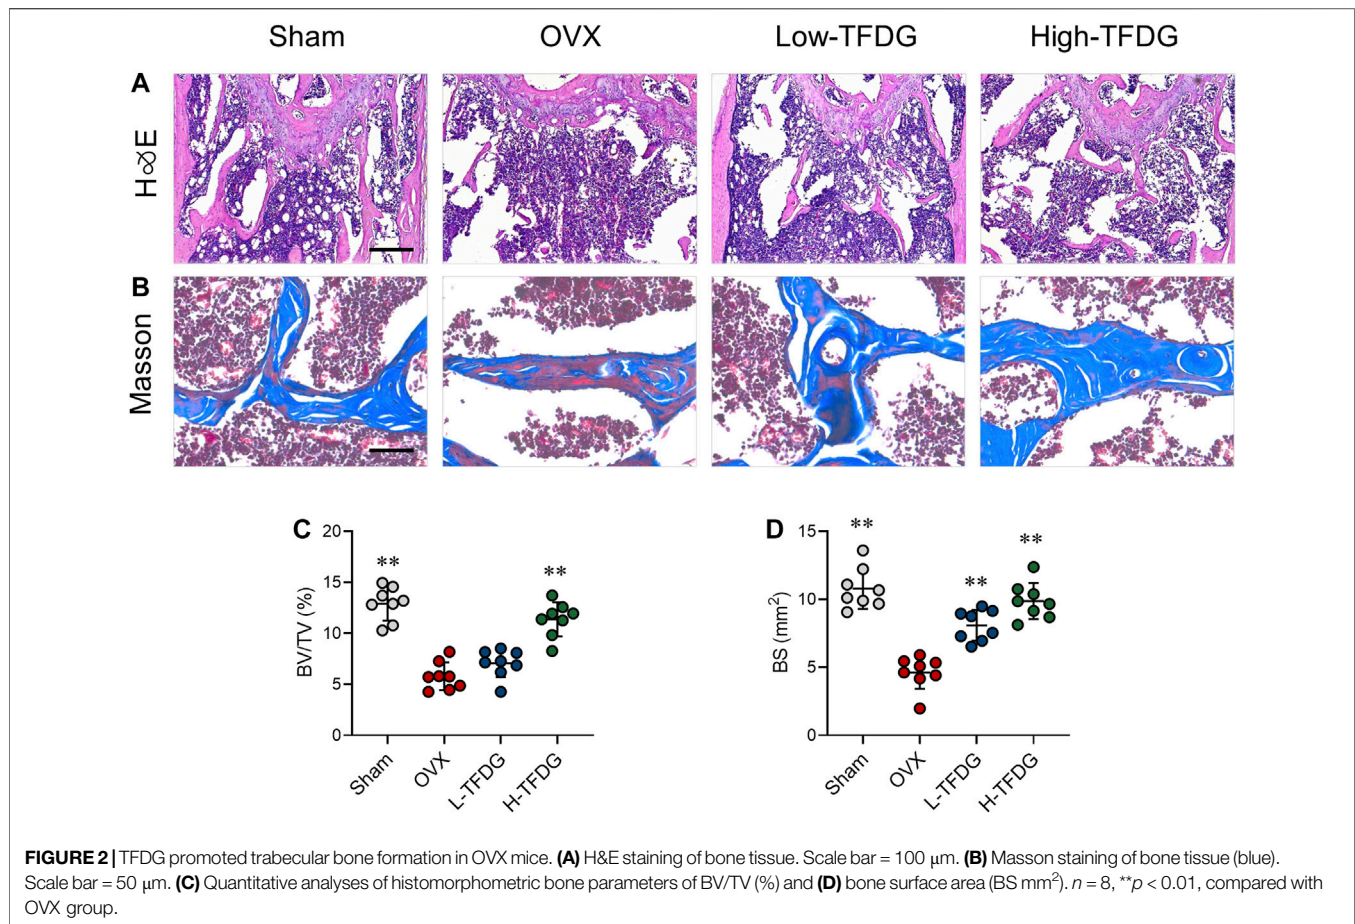 Sham OVX Low-TFDG High-TFDG
A
H&E
B
Masson
C
BV/TV (%)
20
15
10
5
0
**
**
Sham OVX L-TFDG H-TFDG
D
BS (mm²)
15
10
5
0
**
**
**
Sham OVX L-TFDG H-TFDG
FIGURE 2 | TFDG promoted trabecular bone formation in OVX mice. (A) H&E staining of bone tissue. Scale bar = 100 μm. (B) Masson staining of bone tissue (blue).
Scale bar = 50 μm. (C) Quantitative analyses of histomorphometric bone parameters of BV/TV (%) and (D) bone surface area (BS mm²). n = 8, **p < 0.01, compared with
OVX group.